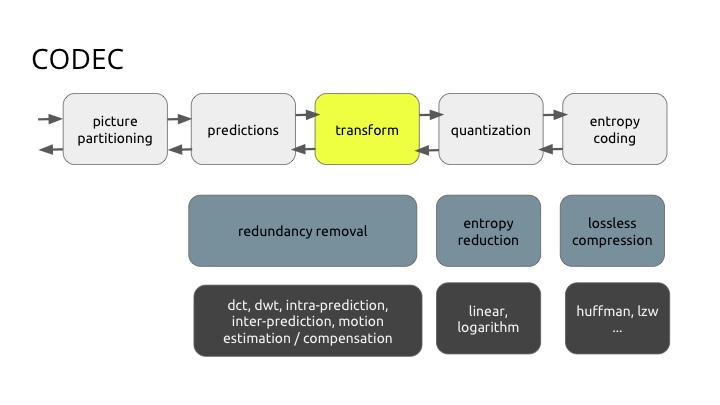 CODEC
picture
partitioning
predictions
transform
quantization
entropy
coding
redundancy removal
entropy
reduction
lossless
compression
dct, dwt, intra-prediction,
inter-prediction, motion
estimation / compensation
linear,
logarithm
huffman, lzw
...